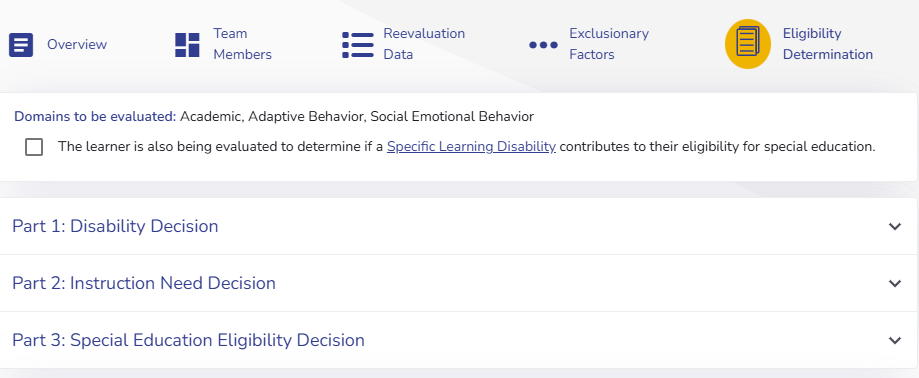 Overview
Team
Members
Reevaluation
Data
Exclusionary
Factors
Eligibility
Determination
Domains to be evaluated: Academic, Adaptive Behavior, Social Emotional Behavior
The learner is also being evaluated to determine if a Specific Learning Disability contributes to their eligibility for special education.
Part 1: Disability Decision
Part 2: Instruction Need Decision
Part 3: Special Education Eligibility Decision